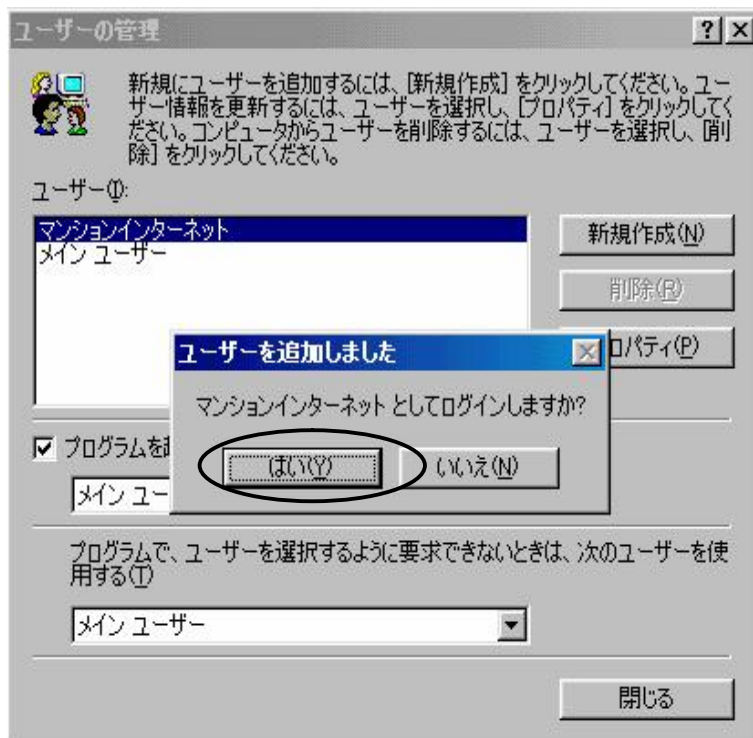 ユーザーの管理
新規にユーザーを追加するには、[新規作成] をクリックしてください。ユー
ザー情報を更新するには、ユーザーを選択し、[プロパティ] をクリックしてく
ださい。コンピュータからユーザーを削除するには、ユーザーを選択し、[削
除] をクリックしてください。
ユーザー(I):
マンションインターネット
メイン ユーザー
新規作成(N)
削除(R)
ロパティ(P)
ユーザーを追加しました
マンションインターネット としてログインしますか?
はい(Y)
いいえ(N)
プログラムを
メイン ユー
プログラムで、ユーザーを選択するように要求できないときは、次のユーザーを使
用する(T)
メイン ユーザー
閉じる